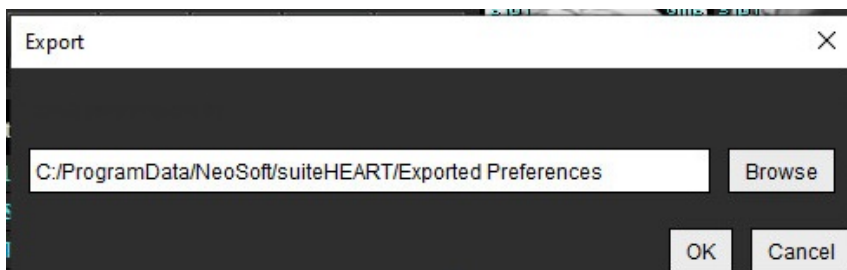 Export
C:/ProgramData/NeoSoft/suiteHEART/Exported Preferences
Browse
OK
Cancel